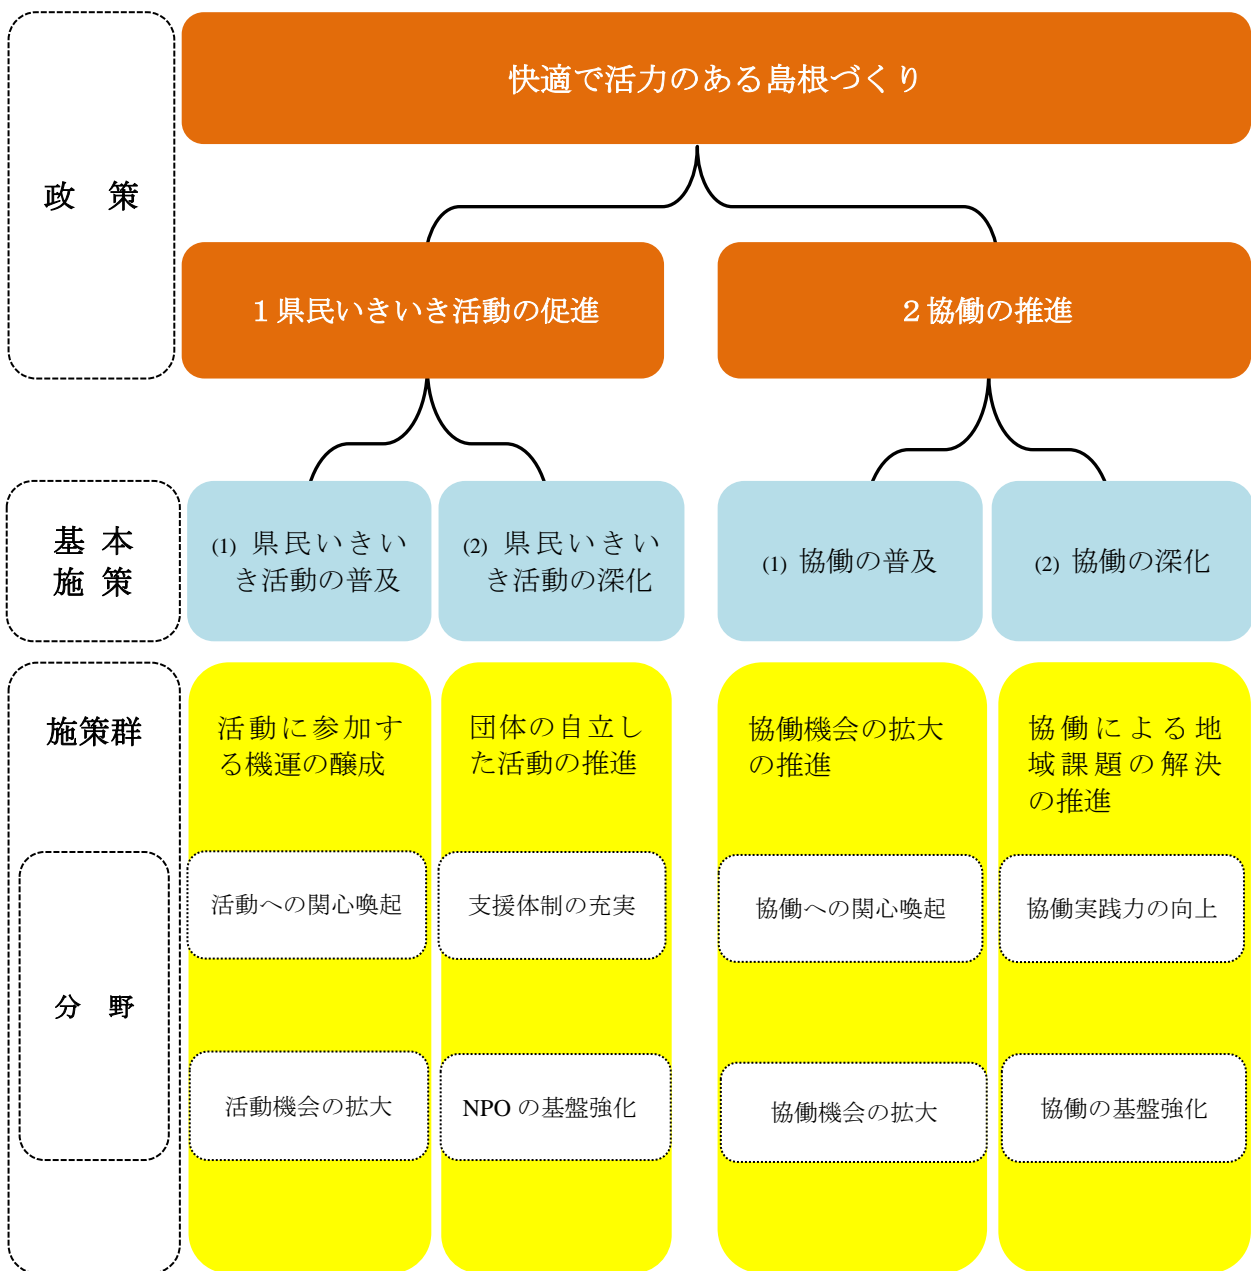 快適で活力のある島根づくり
政　策
１県民いきいき活動の促進
２協働の推進
基 本
施 策
(1) 県民いきい
き活動の普及
(2) 県民いきい
き活動の深化
(1) 協働の普及
(2) 協働の深化
施策群
活動に参加す
る機運の醸成
団体の自立し
た活動の推進
協働機会の拡大
の推進
協働による地
域課題の解決
の推進
分　野
活動への関心喚起
支援体制の充実
協働への関心喚起
協働実践力の向上
活動機会の拡大
NPO の基盤強化
協働機会の拡大
協働の基盤強化